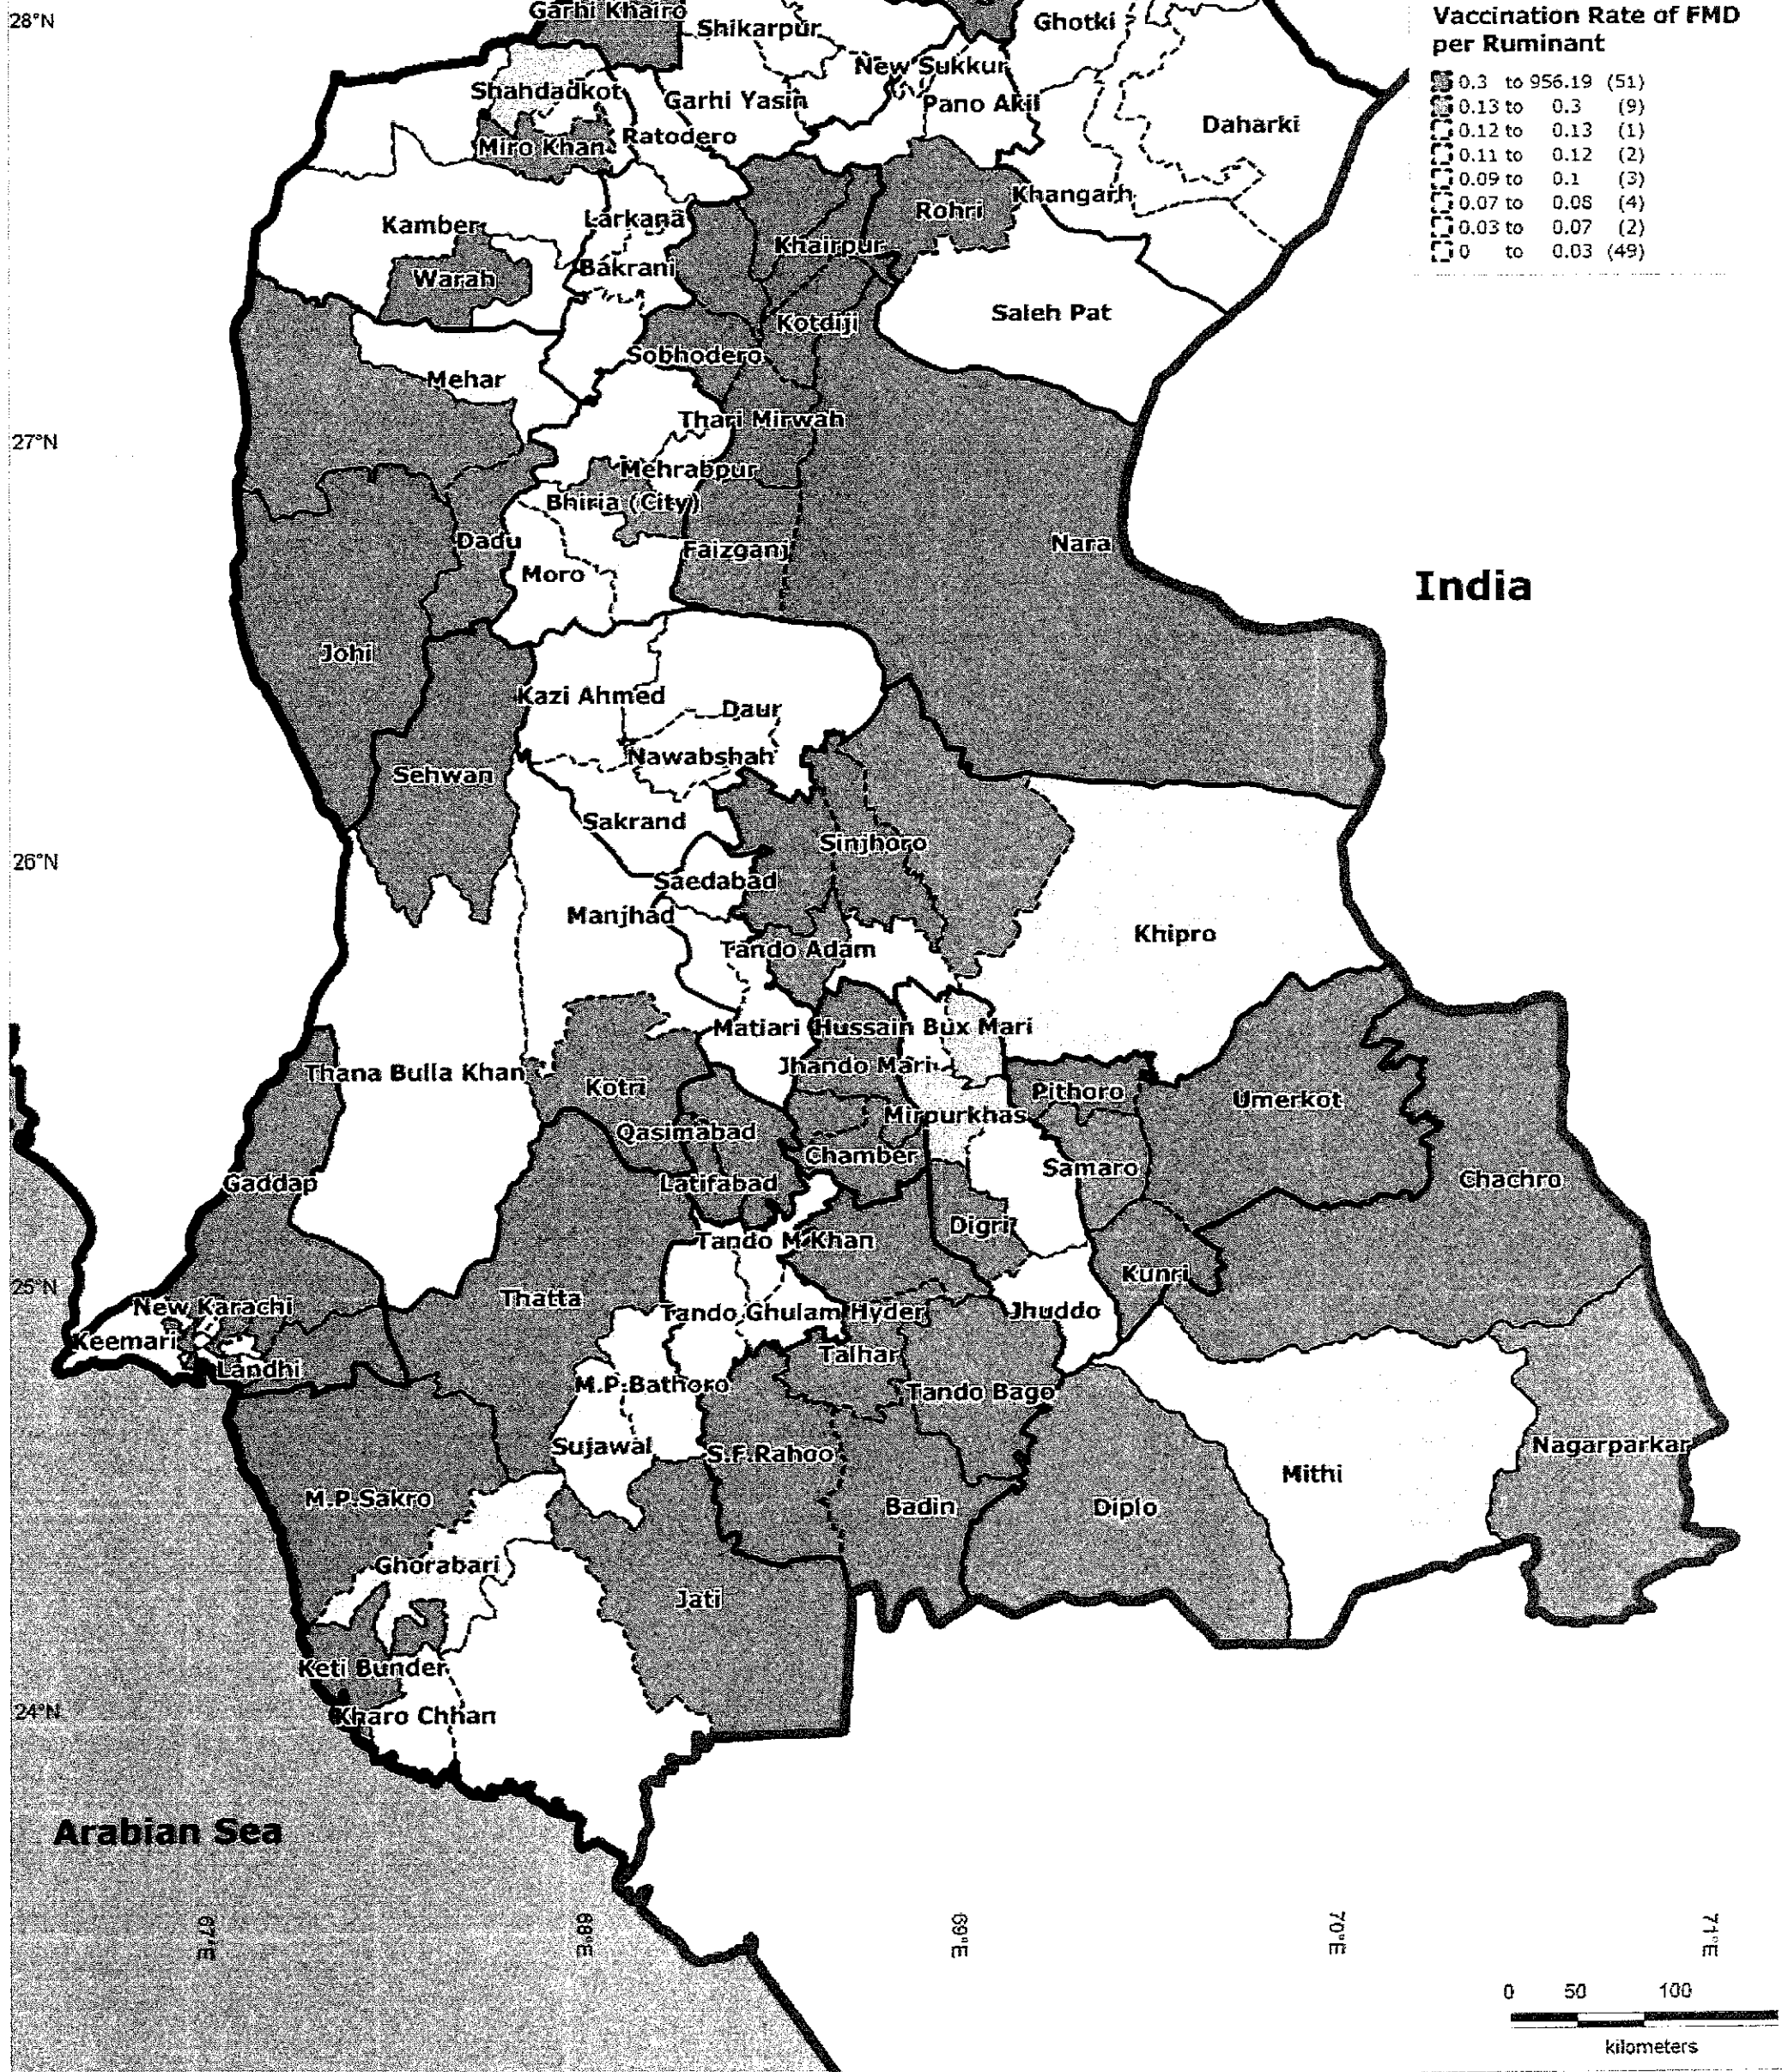 28°N
Garhi Khairo
Shikarpur
Ghotki
Vaccination Rate of FMD
per Ruminant
0.3 to 956.19 (51)
0.13 to 0.3 (9)
0.12 to 0.13 (1)
0.11 to 0.12 (2)
0.09 to 0.1 (3)
0.07 to 0.08 (4)
0.03 to 0.07 (2)
0 to 0.03 (49)
New Sukkur
Shahdadkot
Garhi Yasin
Pano Akil
Daharki
Miro Khan
Ratodero
Khangarh
Rohri
Larkana
Kamber
Khairpur
Bakrani
Warah
Saleh Pat
Kotdiji
Sobhodero
Mehar
Thari Mirwah
27°N
Mehrabpur
Bhiria (City)
Dadu
Faizganj
Nara
Moro
India
Johi
Kazi Ahmed
Daur
Nawabshah
Sehwan
Sakrand
Sinjhoro
26°N
Saedabad
Manjhad
Khipro
Tando Adam
Matiari
Hussain Bux Mari
Jhando Mari
Thana Bulla Khan
Kotri
Pithoro
Umerkot
Mirpurkhas
Qasimabad
Chamber
Samaro
Chachro
Gaddap
Latifabad
Digri
Tando M.Khan
Kunri
25°N
Thatta
New Karachi
Tando Ghulam Hyder
Jhuddo
Keemari
Landhi
Talhar
M.P.Bathoro
Tando Bago
Sujawal
S.F.Rahoo
Nagarparkar
Mithi
M.P.Sakro
Badin
Diplo
Ghorabari
Jati
Keti Bunder
24°N
Kharo Chhan
Arabian Sea
67°E
68°E
69°E
70°E
71°E
0 50 100
kilometers